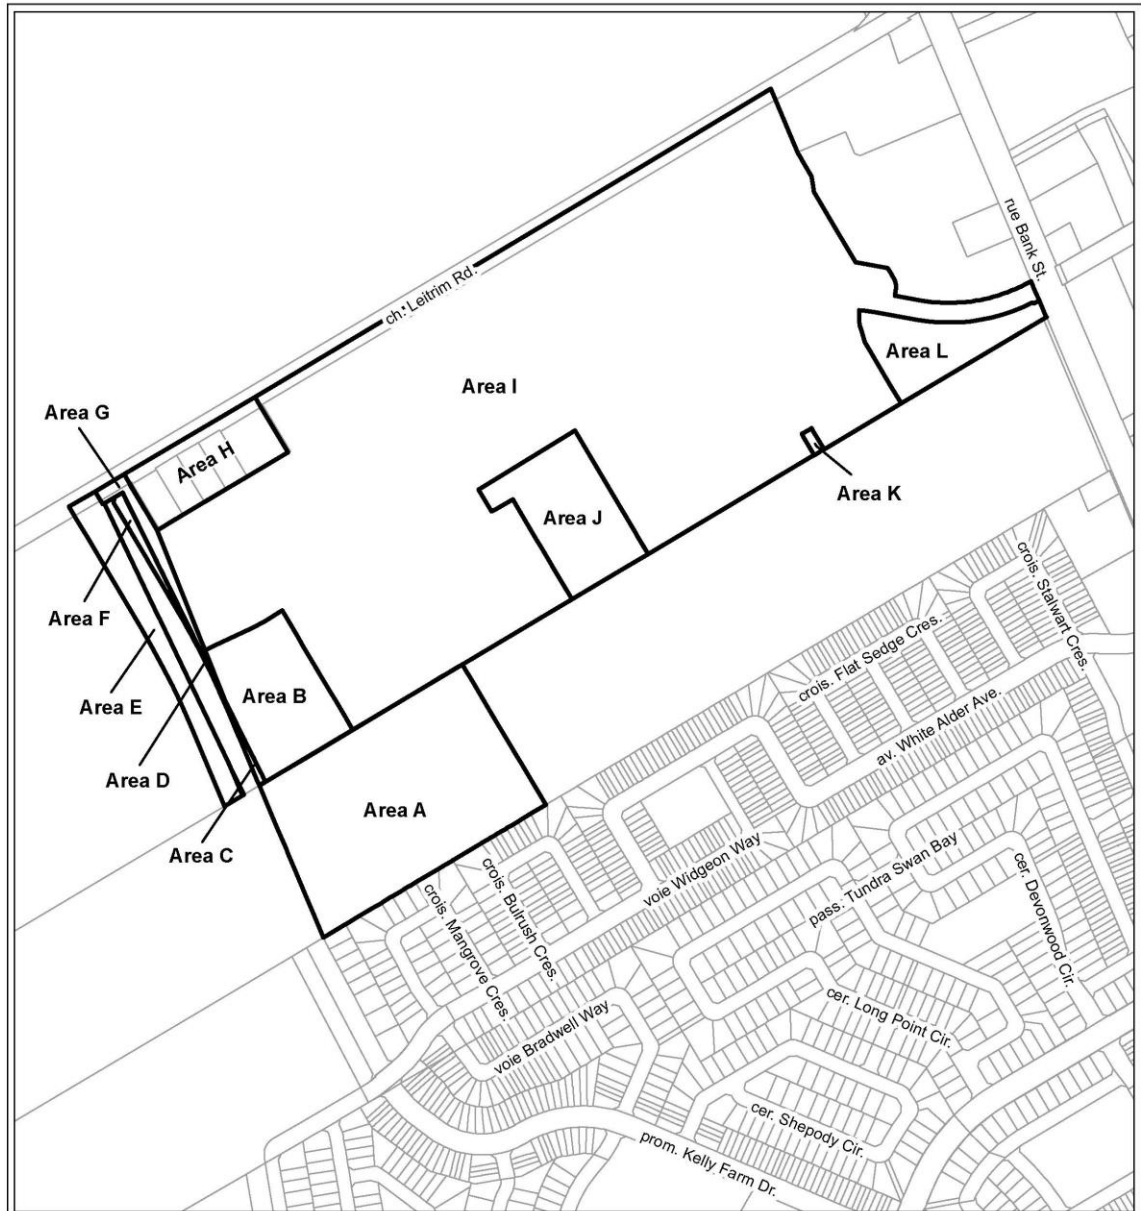 rue Bank St.
ch. Leitrim Rd.
Area L
Area I
Area G
Area H
Area K
Area J
Area F
crois. Stalwart Cres.
crois. Flat Sedge Cres.
Area B
Area E
av. White Alder Ave.
Area D
Area A
Area C
voie Widgeon Way
pass. Tundra Swan Bay
cer. Devonwood Cir.
crois. Bulrush Cres.
crois. Mangrove Cres.
cer. Long Point Cir.
voie Bradwell Way
cer. Shepody Cir.
prom. Kelly Farm Dr.